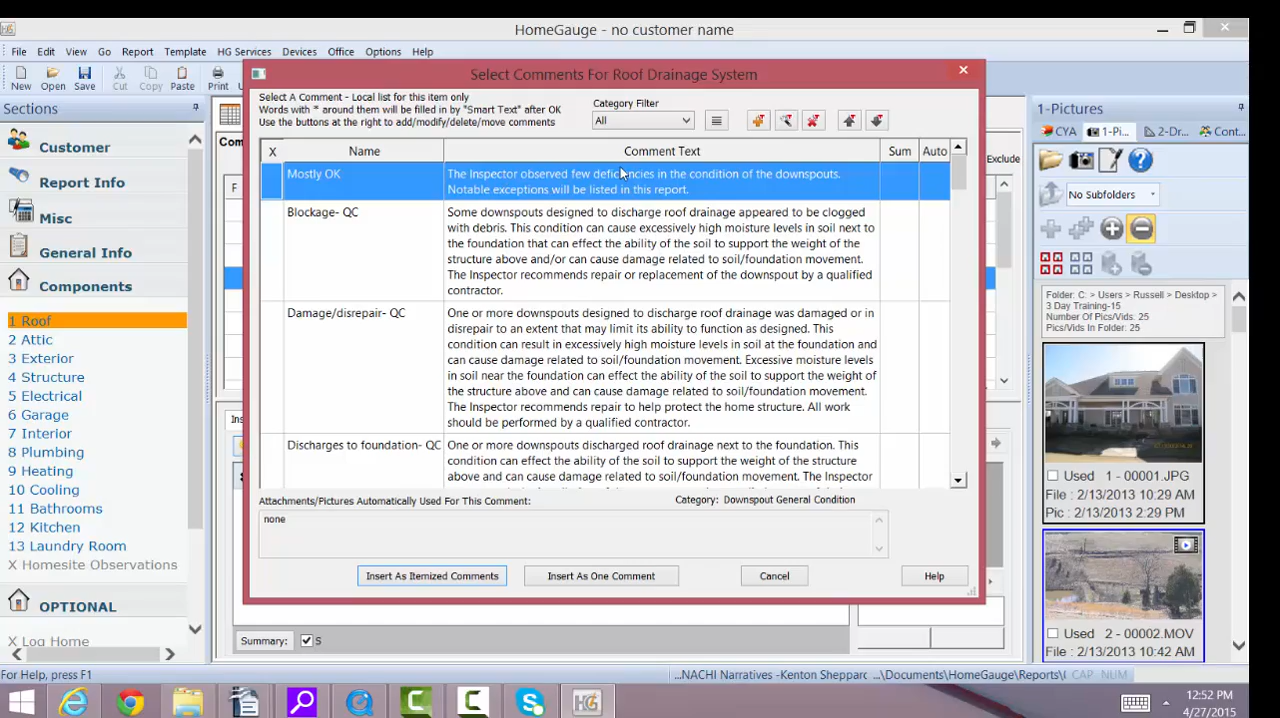 HomeGauge - no customer name
File Edit View Go Report Template HG Services Devices Office Options Help
New Open Save Cut Copy Paste Print
Sections
Customer
Report Info
Misc
General Info
Components
1 Roof
2 Attic
3 Exterior
4 Structure
5 Electrical
6 Garage
7 Interior
8 Plumbing
9 Heating
10 Cooling
11 Bathrooms
12 Kitchen
13 Laundry Room
X Homesite Observations
OPTIONAL
X Log Home
Select Comments For Roof Drainage System
Select A Comment - Local list for this item only
Words with * around them will be filled in by "Smart Text" after OK
Use the buttons at the right to add/modify/delete/move comments
Category Filter
All
X Name Comment Text Sum Auto
Mostly OK
The Inspector observed few deficiencies in the condition of the downspouts.
Notable exceptions will be listed in this report.
Blockage- QC
Some downspouts designed to discharge roof drainage appeared to be clogged
with debris. This condition can cause excessively high moisture levels in soil next to
the foundation that can effect the ability of the soil to support the weight of the
structure above and/or can cause damage related to soil/foundation movement.
The Inspector recommends repair or replacement of the downspout by a qualified
contractor.
Damage/disrepair- QC
One or more downspouts designed to discharge roof drainage was damaged or in
disrepair to an extent that may limit its ability to function as designed. This
condition can result in excessively high moisture levels in soil at the foundation and
can cause damage related to soil/foundation movement. Excessive moisture levels
in soil near the foundation can effect the ability of the soil to support the weight of
the structure above and can cause damage related to soil/foundation movement.
The Inspector recommends repair to help protect the home structure. All work
should be performed by a qualified contractor.
Discharges to foundation- QC
One or more downspouts discharged roof drainage next to the foundation. This
condition can effect the ability of the soil to support the weight of the structure
above and can cause damage related to soil/foundation movement. The Inspector
Attachments/Pictures Automatically Used For This Comment:
Category: Downspout General Condition
none
Insert As Itemized Comments
Insert As One Comment
Cancel
Help
Com
F
Exclude
Ins
Summary: S
1-Pictures
CYA 1-Pi... 2-Dr... Cont...
No Subfolders
Folder: C: > Users > Russell > Desktop >
3 Day Training-15
Number Of Pics/Vids: 25
Pics/Vids In Folder: 25
Used 1 - 00001.JPG
File : 2/13/2013 10:29 AM
Pic : 2/13/2013 2:29 PM
Used 2 - 00002.MOV
File : 2/13/2013 10:42 AM
For Help, press F1
...NACHI Narratives -Kenton Sheppard ...\Documents\HomeGauge\Reports\ CAP NUM
12:52 PM
4/27/2015